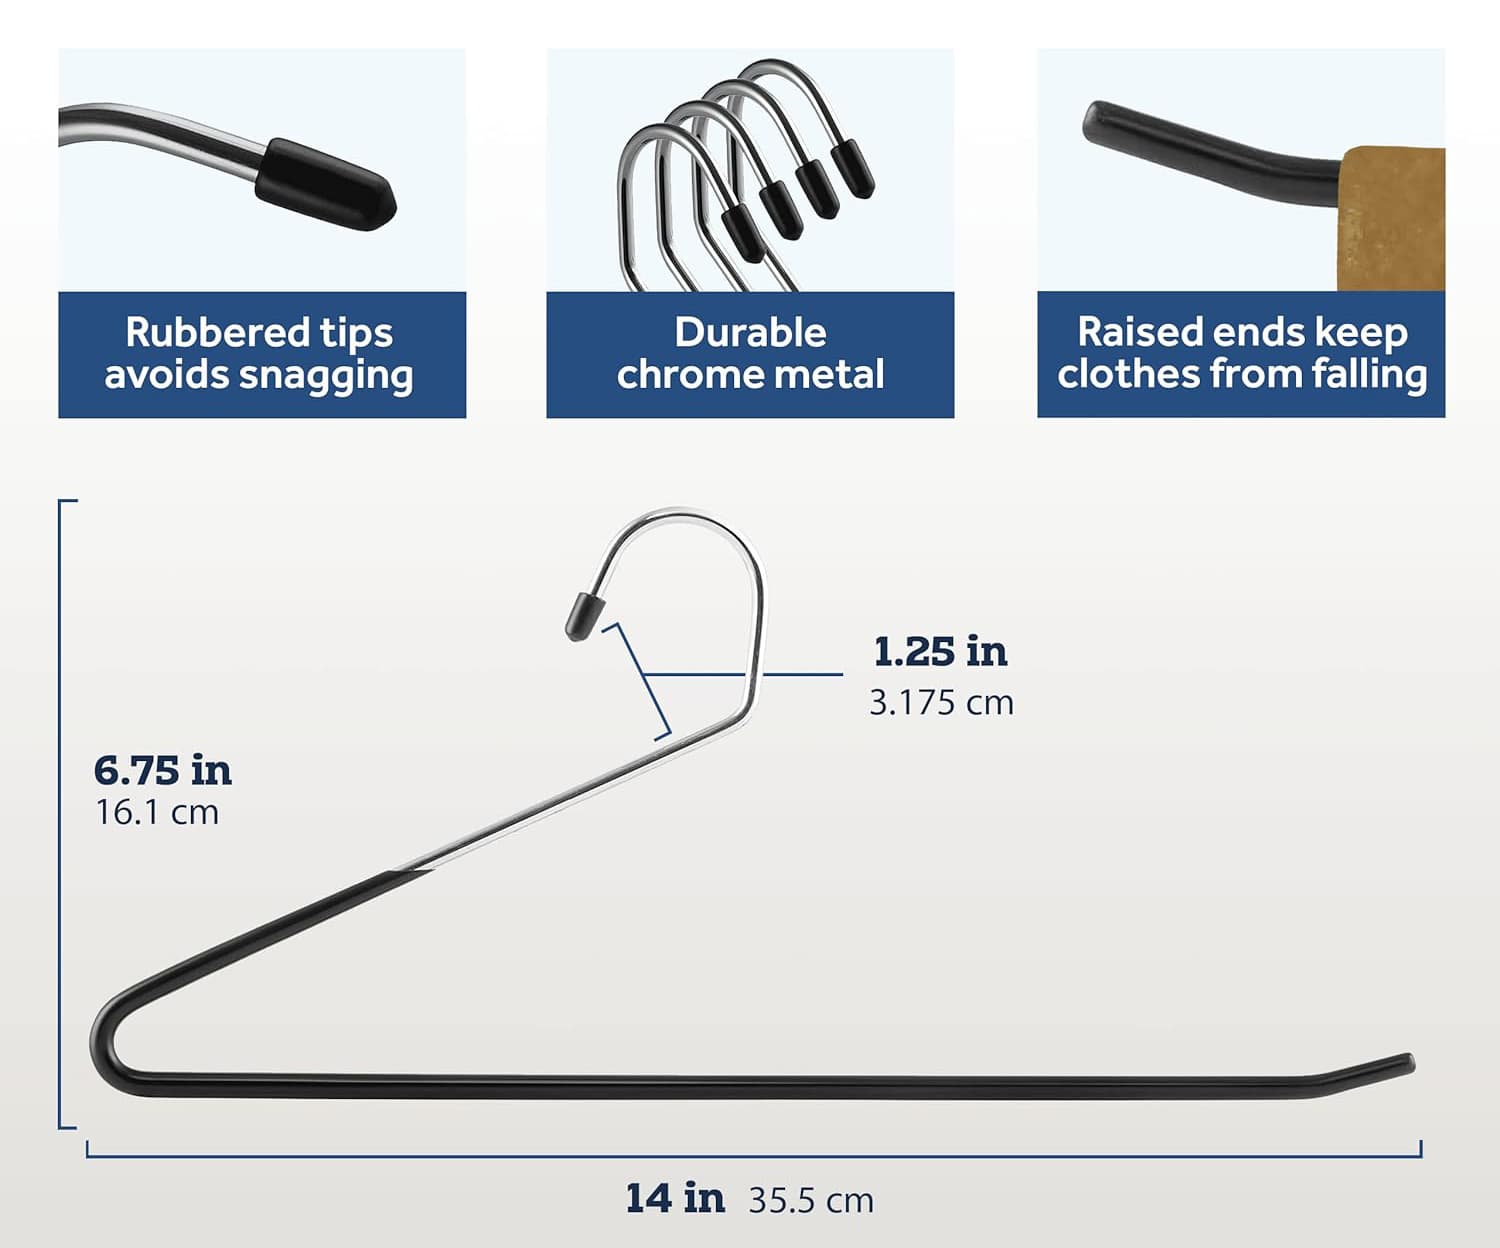 Rubbered tips
avoids snagging
Durable
chrome metal
Raised ends keep
clothes from falling
1.25 in
3.175 cm
6.75 in
16.1 cm
14 in 35.5 cm